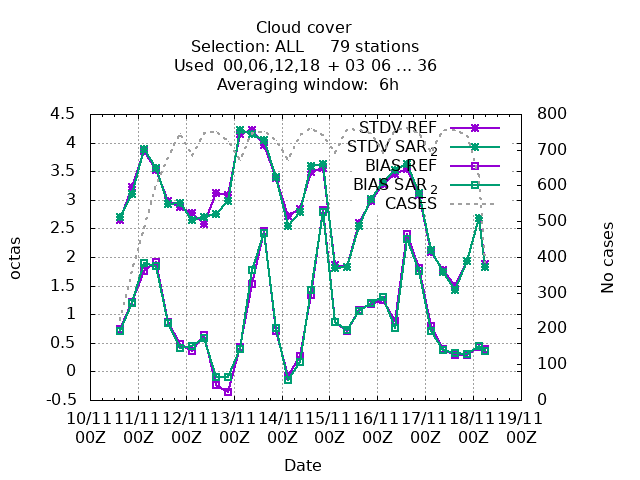 Cloud cover
Selection: ALL 79 stations
Used 00,06,12,18 + 03 06 ... 36
Averaging window: 6h
4.5
4
3.5
3
2.5
2
1.5
1
0.5
0
-0.5
800
700
600
500
400
300
200
100
0
octas
No cases
STDV REF
STDV SAR 2
BIAS REF
BIAS SAR 2
CASES
10/11 11/11 12/11 13/11 14/11 15/11 16/11 17/11 18/11 19/11
00Z 00Z 00Z 00Z 00Z 00Z 00Z 00Z 00Z 00Z
Date